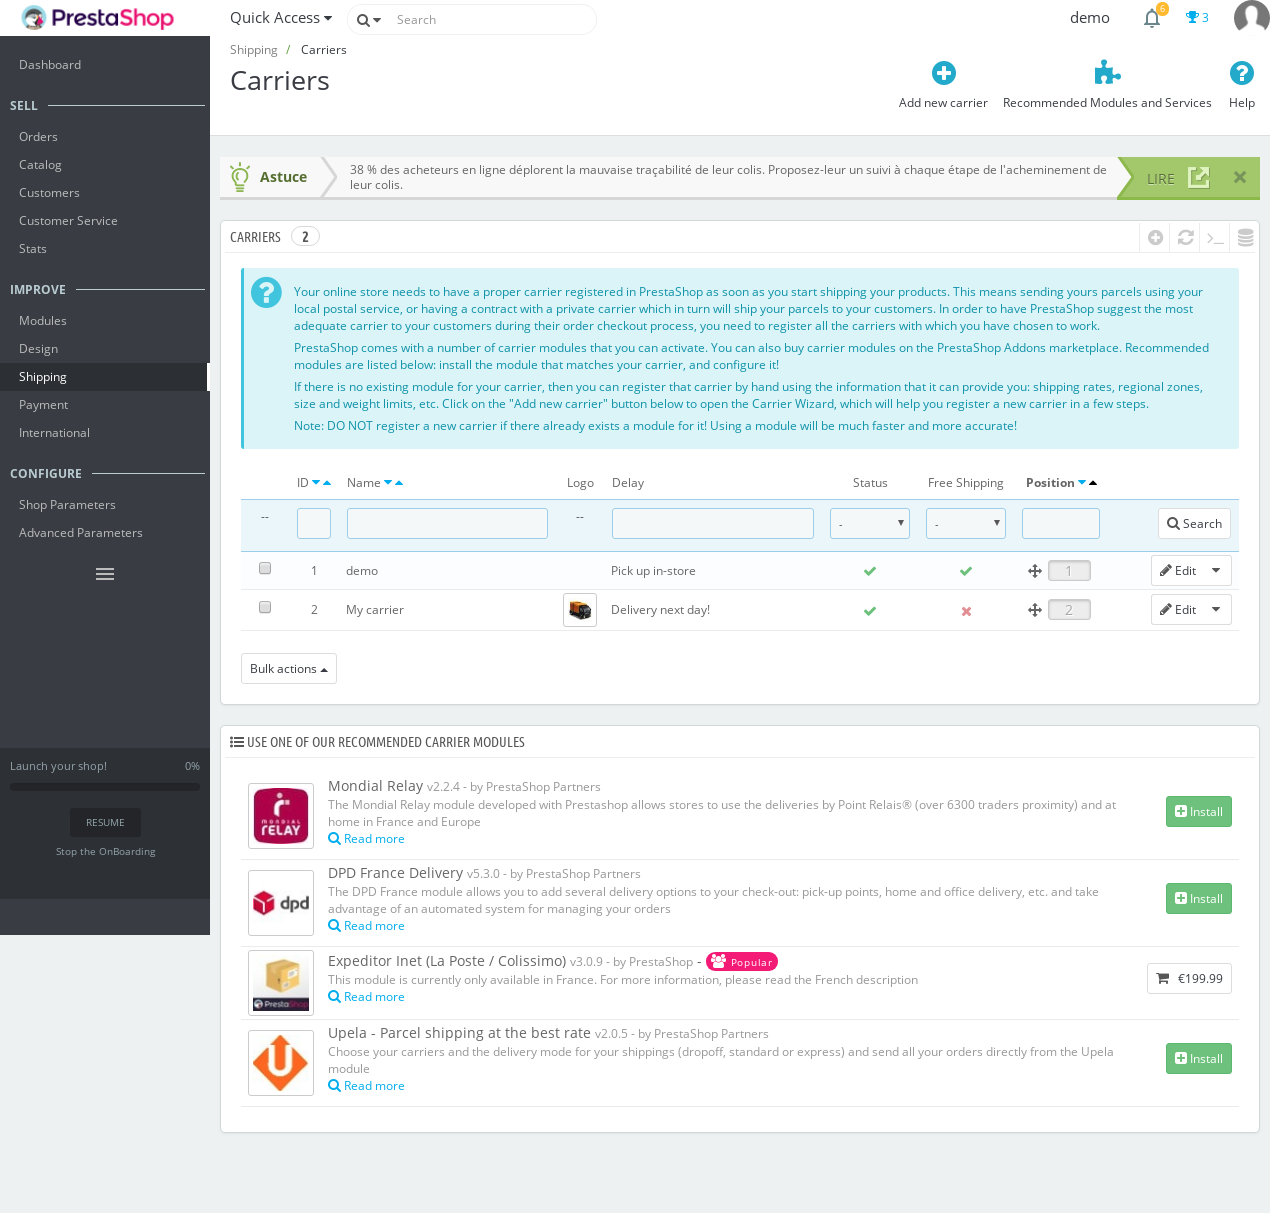 PrestaShop
Quick Access
Search
demo
6
3
Shipping / Carriers
Carriers
Add new carrier
Recommended Modules and Services
Help
Dashboard
SELL
Orders
Catalog
Customers
Customer Service
Stats
IMPROVE
Modules
Design
Shipping
Payment
International
CONFIGURE
Shop Parameters
Advanced Parameters
Launch your shop! 0%
RESUME
Stop the OnBoarding
Astuce
38 % des acheteurs en ligne déplorent la mauvaise traçabilité de leur colis. Proposez-leur un suivi à chaque étape de l'acheminement de
leur colis.
LIRE
CARRIERS 2
Your online store needs to have a proper carrier registered in PrestaShop as soon as you start shipping your products. This means sending yours parcels using your
local postal service, or having a contract with a private carrier which in turn will ship your parcels to your customers. In order to have PrestaShop suggest the most
adequate carrier to your customers during their order checkout process, you need to register all the carriers with which you have chosen to work.
PrestaShop comes with a number of carrier modules that you can activate. You can also buy carrier modules on the PrestaShop Addons marketplace. Recommended
modules are listed below: install the module that matches your carrier, and configure it!
If there is no existing module for your carrier, then you can register that carrier by hand using the information that it can provide you: shipping rates, regional zones,
size and weight limits, etc. Click on the "Add new carrier" button below to open the Carrier Wizard, which will help you register a new carrier in a few steps.
Note: DO NOT register a new carrier if there already exists a module for it! Using a module will be much faster and more accurate!
ID Name Logo Delay Status Free Shipping Position
-- -- - - Search
1 demo Pick up in-store 1 Edit
2 My carrier Delivery next day! 2 Edit
Bulk actions
USE ONE OF OUR RECOMMENDED CARRIER MODULES
MONDIAL
RELAY
Mondial Relay v2.2.4 - by PrestaShop Partners
The Mondial Relay module developed with Prestashop allows stores to use the deliveries by Point Relais® (over 6300 traders proximity) and at
home in France and Europe
Read more
Install
dpd
DPD France Delivery v5.3.0 - by PrestaShop Partners
The DPD France module allows you to add several delivery options to your check-out: pick-up points, home and office delivery, etc. and take
advantage of an automated system for managing your orders
Read more
Install
PrestaShop
Expeditor Inet (La Poste / Colissimo) v3.0.9 - by PrestaShop - Popular
This module is currently only available in France. For more information, please read the French description
Read more
€199.99
Upela - Parcel shipping at the best rate v2.0.5 - by PrestaShop Partners
Choose your carriers and the delivery mode for your shippings (dropoff, standard or express) and send all your orders directly from the Upela
module
Read more
Install